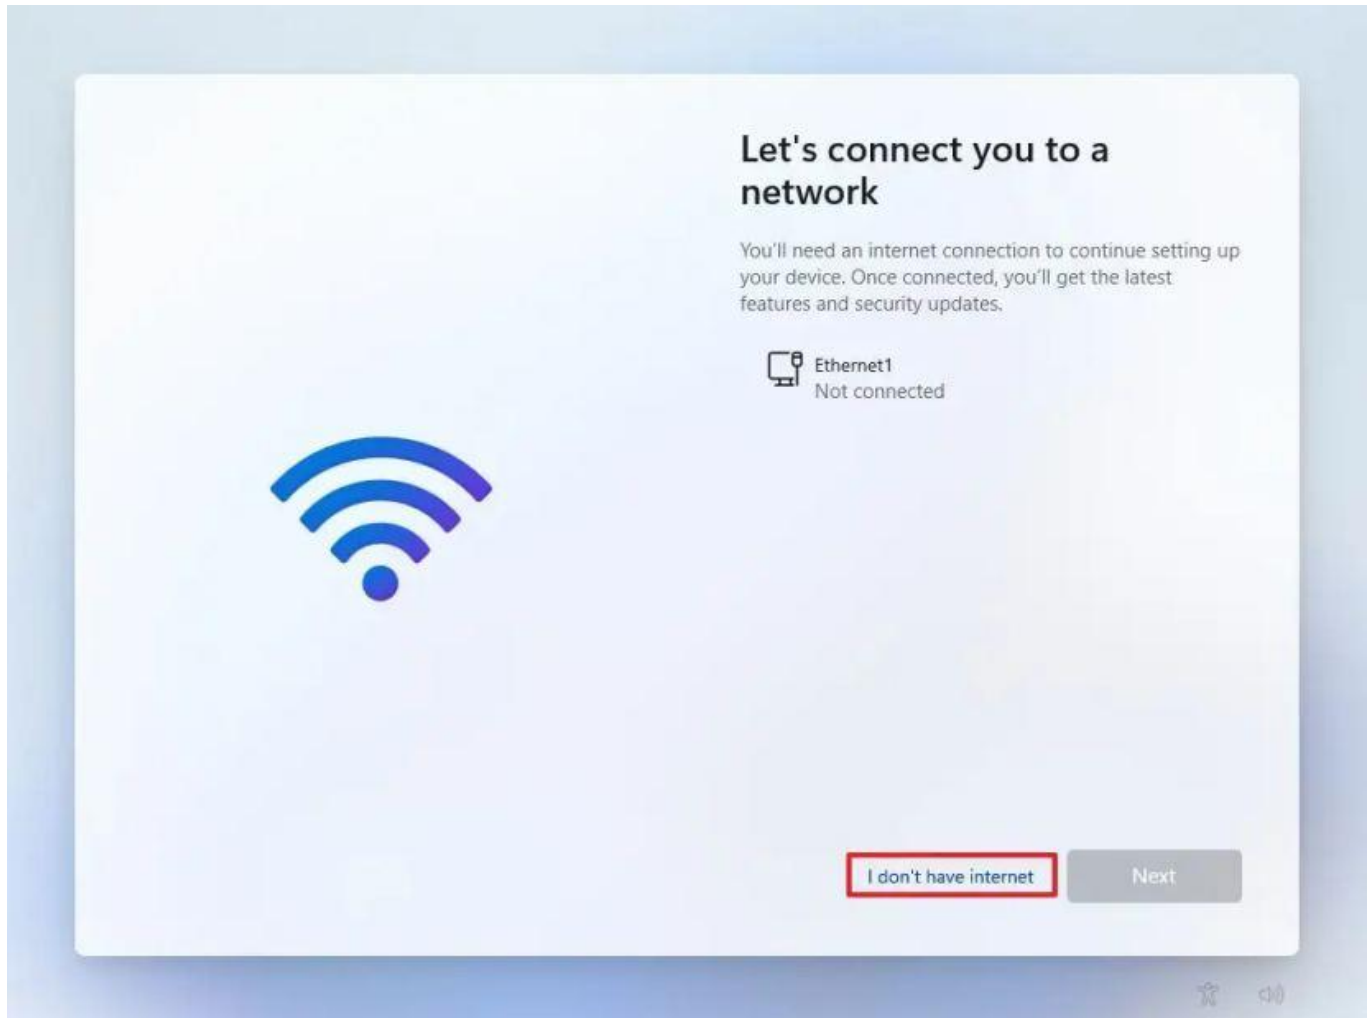 Let's connect you to a
network
You'll need an internet connection to continue setting up
your device. Once connected, you'll get the latest
features and security updates.
Ethernet1
Not connected
I don't have internet
Next